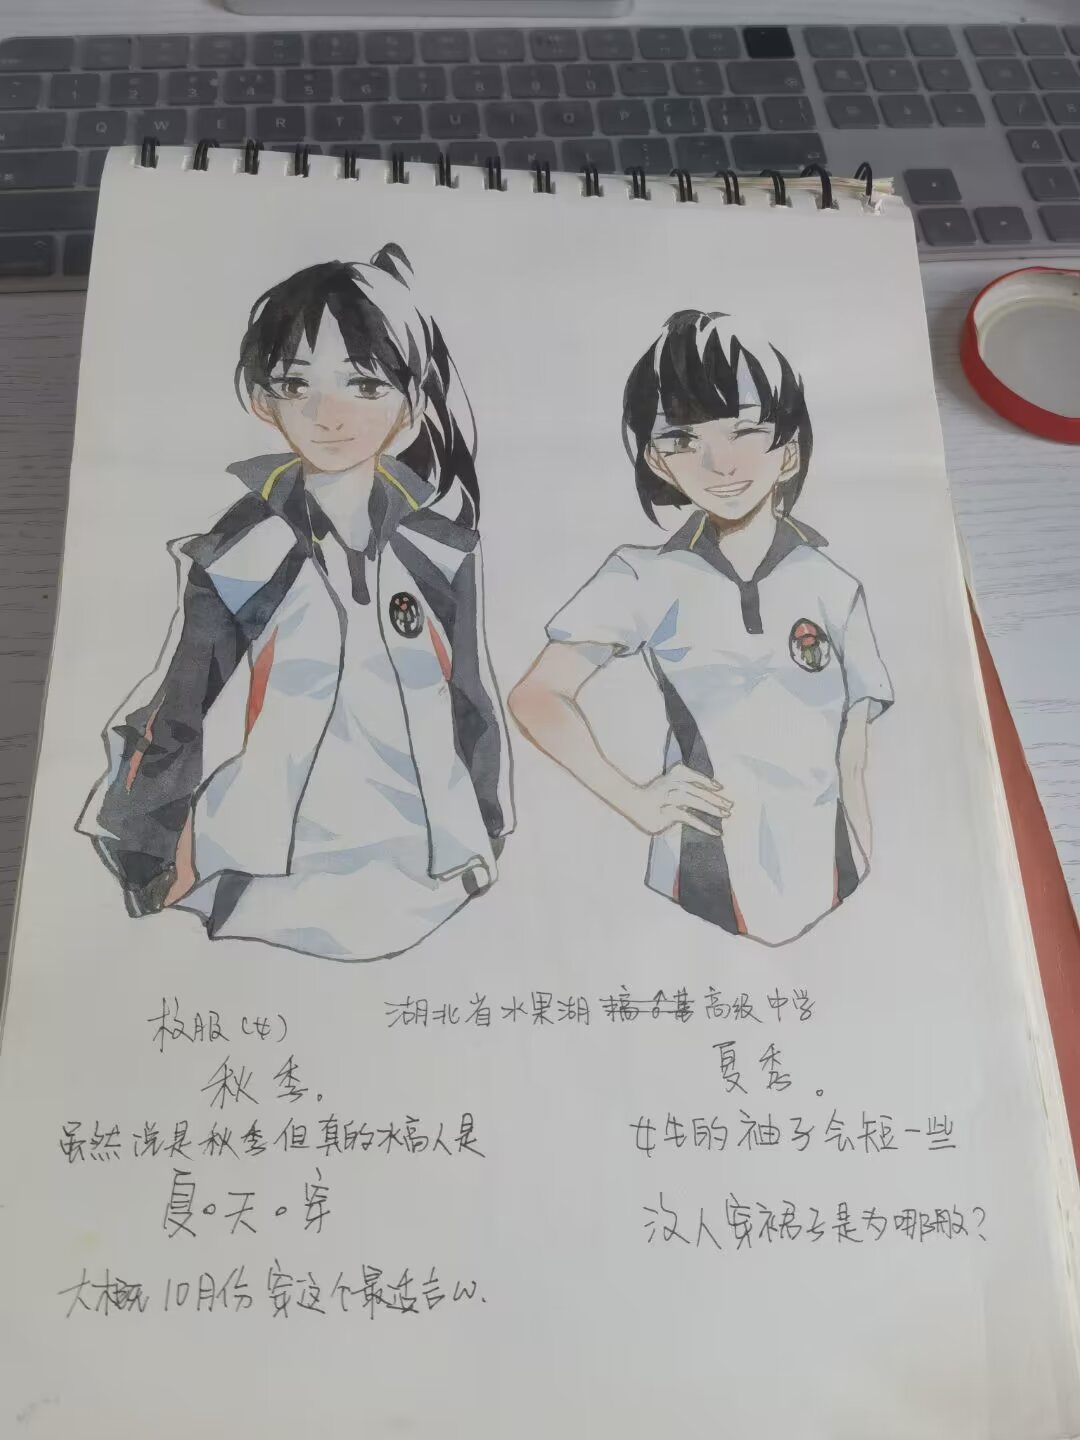 湖北省水果湖高级中学
校服(女)
秋季。
虽然说是秋季但真的水高人是
夏。天。穿
大概10月份穿这个最适合w.
夏秀。
女生的袖子会短一些
没人穿裙子是为哪般？